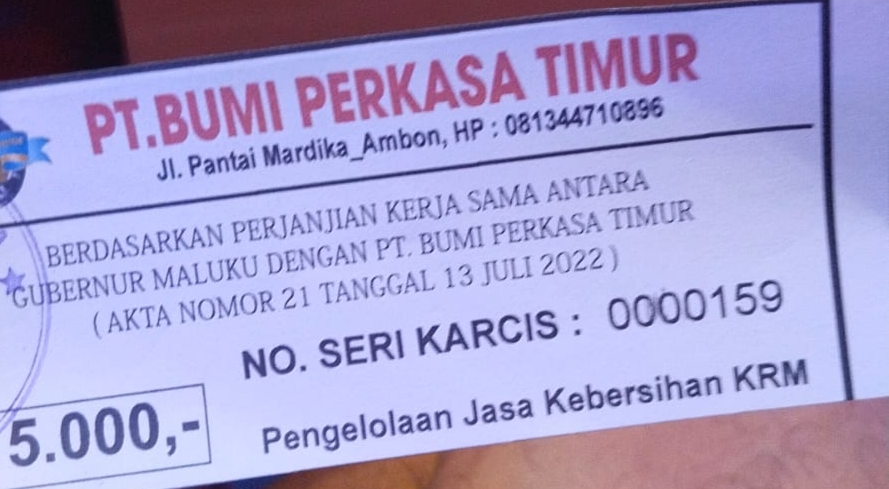 PT.BUMI PERKASA TIMUR
Jl. Pantai Mardika_Ambon, HP : 081344710896
BERDASARKAN PERJANJIAN KERJA SAMA ANTARA
GUBERNUR MALUKU DENGAN PT. BUMI PERKASA TIMUR
( AKTA NOMOR 21 TANGGAL 13 JULI 2022 )
NO. SERI KARCIS : 0000159
5.000,-
Pengelolaan Jasa Kebersihan KRM